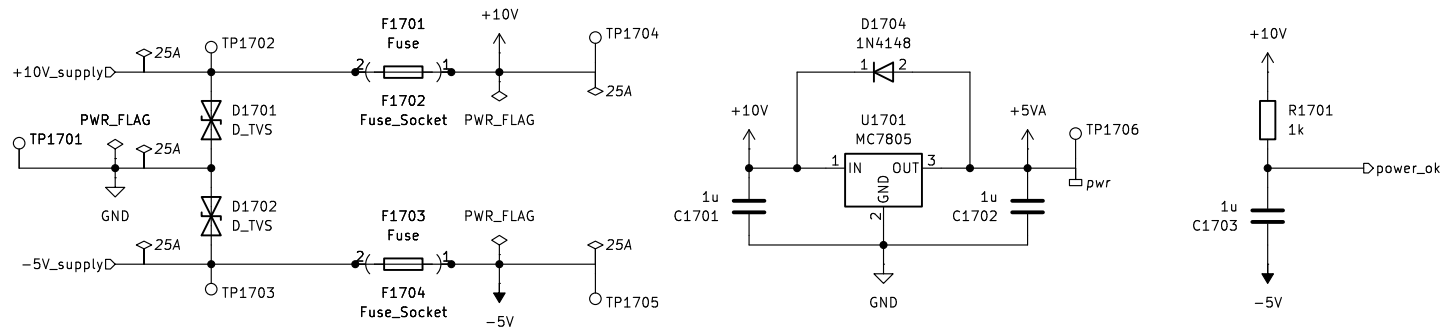 25A
TP1702
F1701
Fuse
+10V
TP1704
+10V_supply
2
1
F1702
Fuse_Socket
PWR_FLAG
25A
D1701
D_TVS
TP1701
PWR_FLAG
25A
GND
D1702
D_TVS
25A
F1703
Fuse
PWR_FLAG
25A
-5V_supply
2
1
TP1703
F1704
Fuse_Socket
-5V
TP1705
D1704
1N4148
1
2
+10V
U1701
MC7805
+5VA
TP1706
1
IN
OUT
3
GND
2
pwr
1u
C1701
1u
C1702
GND
+10V
R1701
1k
power_ok
1u
C1703
-5V